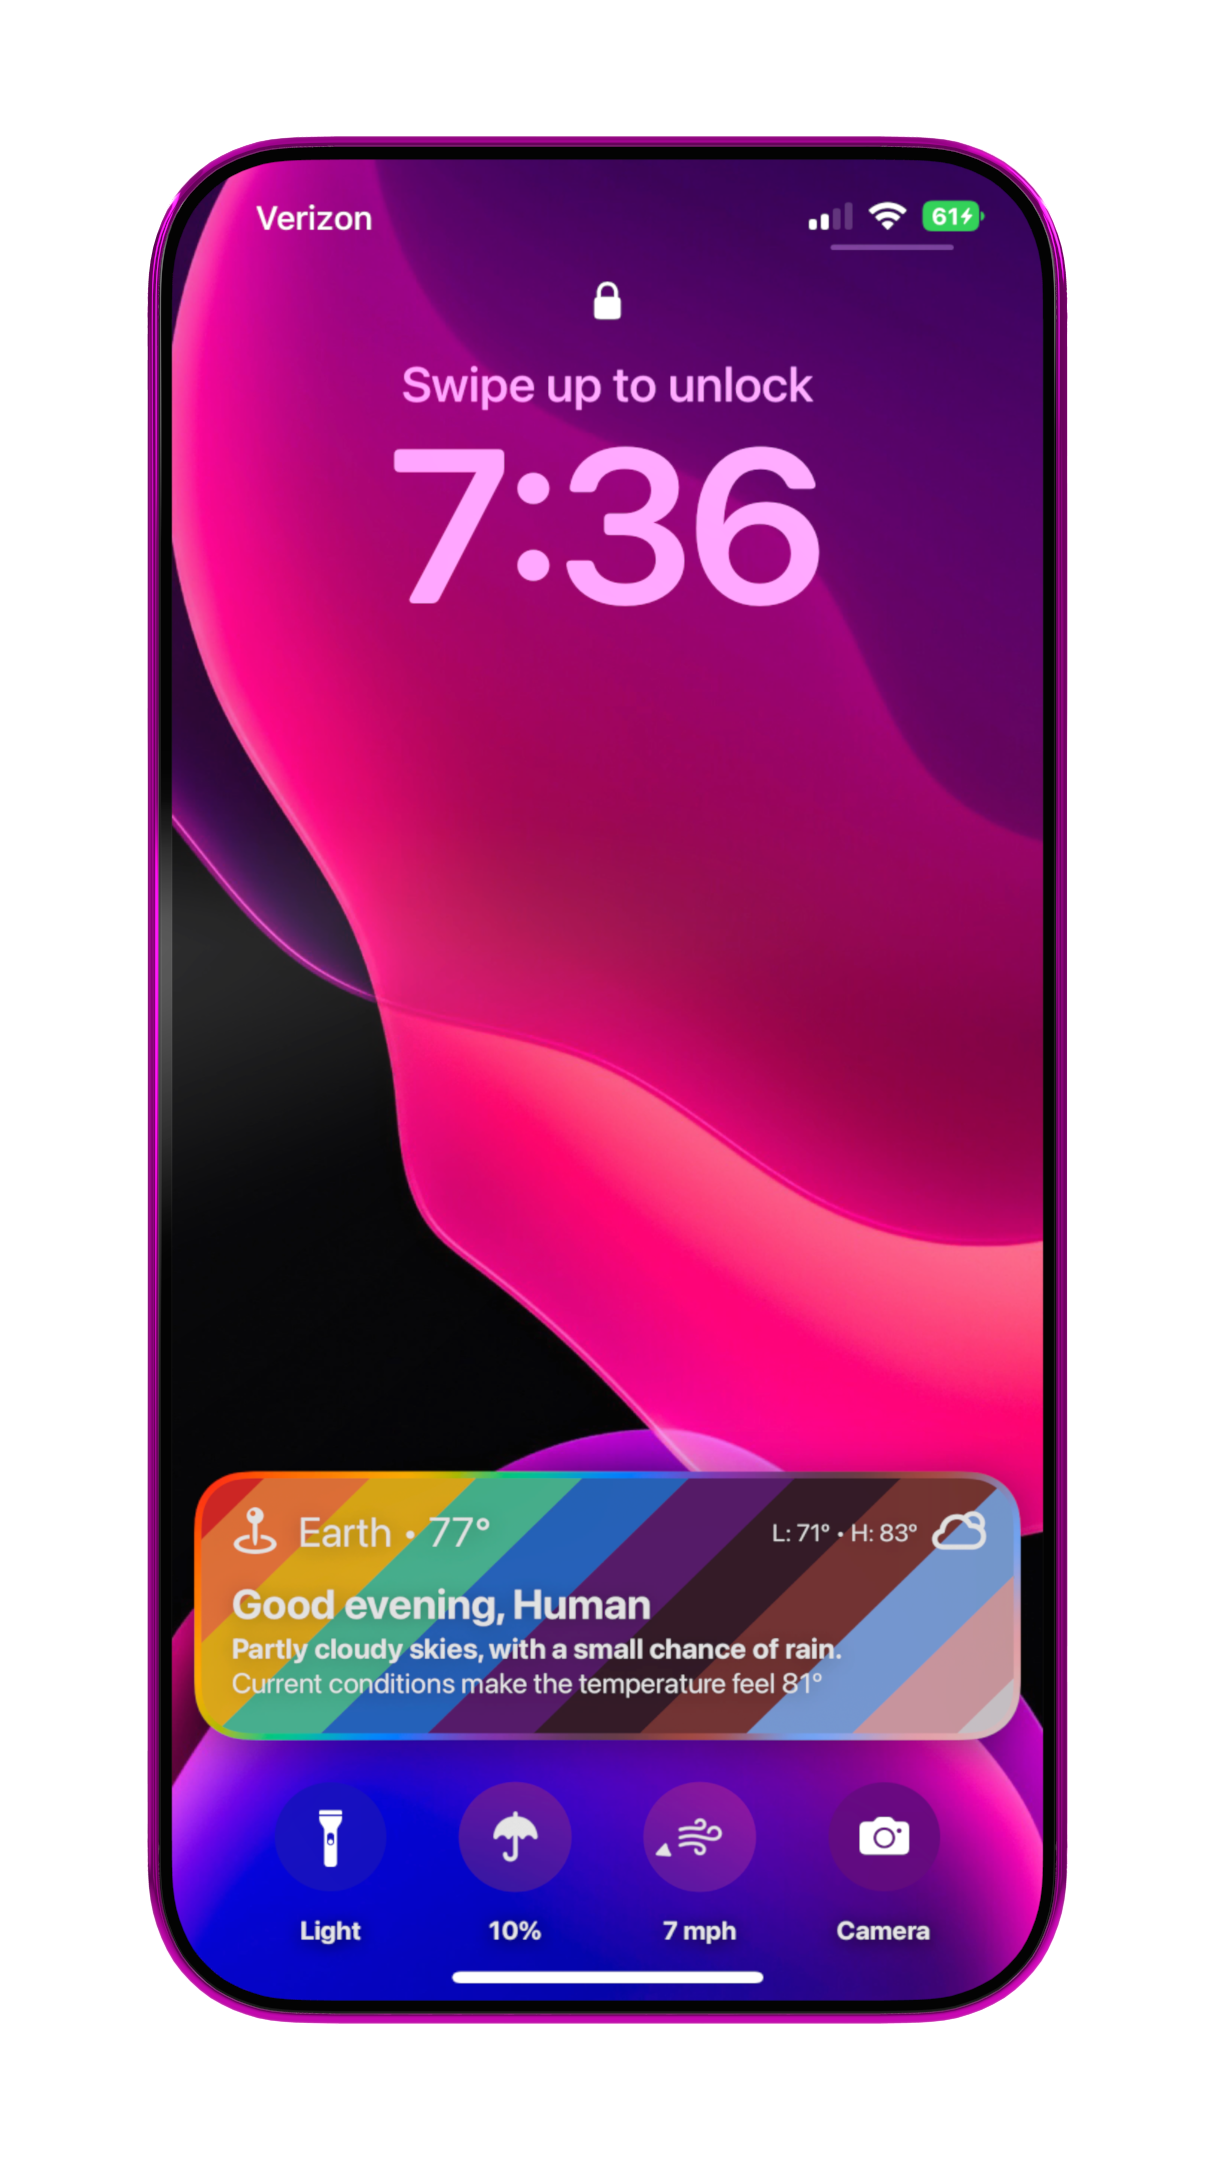 Verizon
61
Swipe up to unlock
7:36
Earth • 77°
L: 71° • H: 83°
Good evening, Human
Partly cloudy skies, with a small chance of rain.
Current conditions make the temperature feel 81°
Light
10%
7 mph
Camera